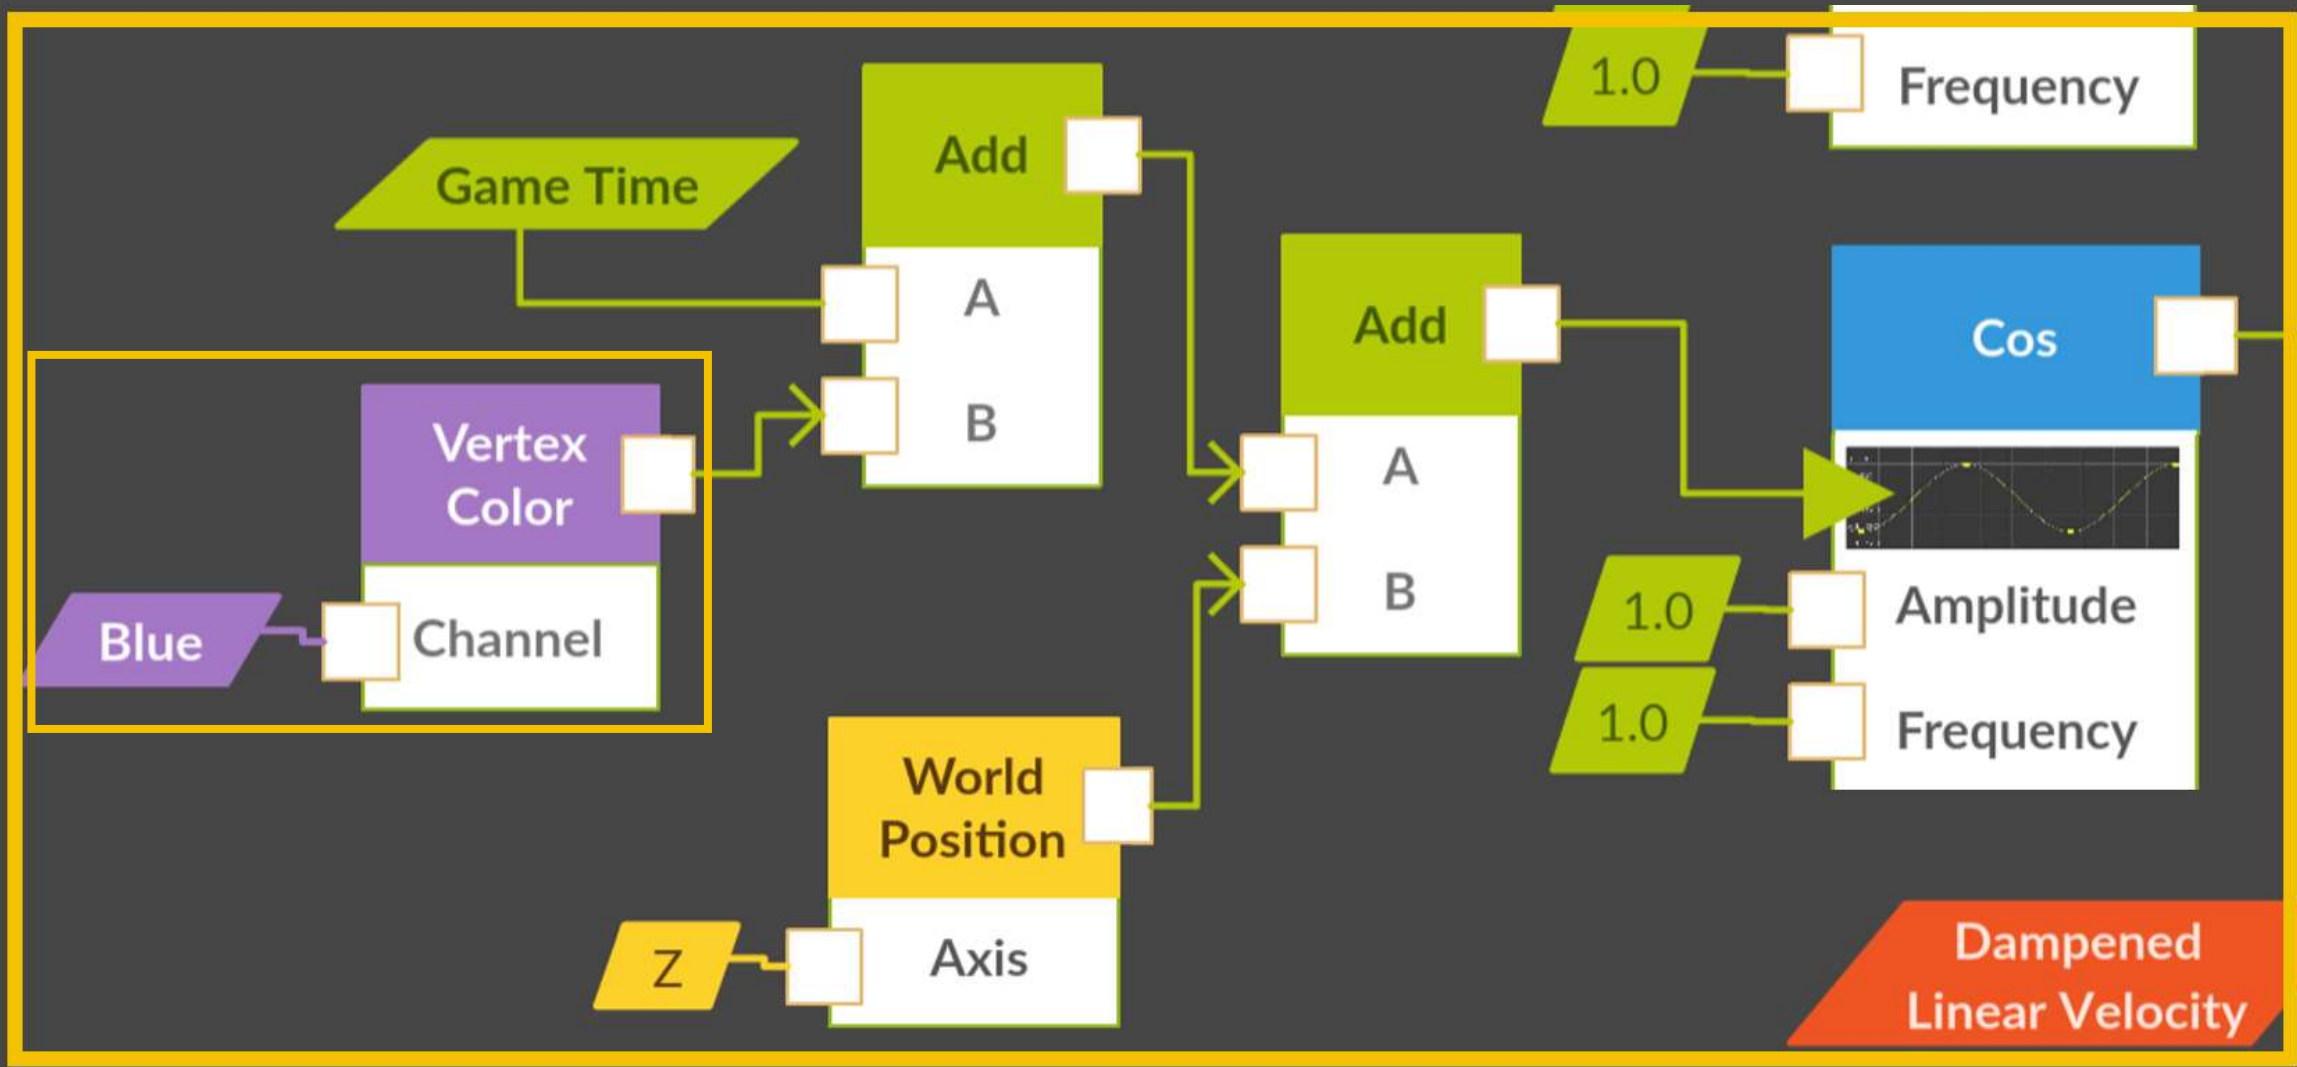 1.0
Frequency
Add
Game Time
A
B
Add
A
B
Cos
Vertex
Color
Blue
Channel
1.0
Amplitude
1.0
Frequency
World
Position
Z
Axis
Dampened
Linear Velocity